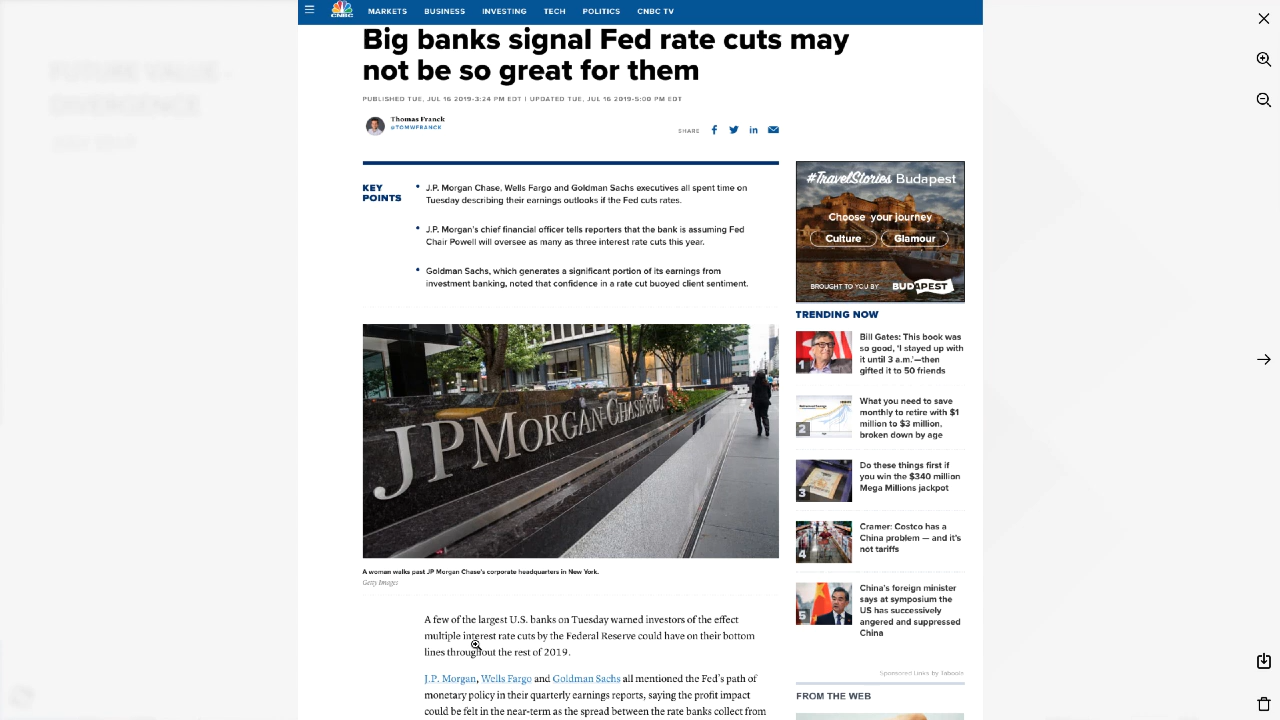 CNBC
MARKETS
BUSINESS
INVESTING
TECH
POLITICS
CNBC TV
Big banks signal Fed rate cuts may
not be so great for them
PUBLISHED TUE, JUL 16 2019-3:24 PM EDT | UPDATED TUE, JUL 16 2019-5:00 PM EDT
Thomas Franck
@TOMWFRANCK
SHARE
KEY
POINTS
J.P. Morgan Chase, Wells Fargo and Goldman Sachs executives all spent time on
Tuesday describing their earnings outlooks if the Fed cuts rates.
J.P. Morgan's chief financial officer tells reporters that the bank is assuming Fed
Chair Powell will oversee as many as three interest rate cuts this year.
Goldman Sachs, which generates a significant portion of its earnings from
investment banking, noted that confidence in a rate cut buoyed client sentiment.
JPMORGAN CHASE & CO
A woman walks past JP Morgan Chase's corporate headquarters in New York.
Getty Images
A few of the largest U.S. banks on Tuesday warned investors of the effect
multiple interest rate cuts by the Federal Reserve could have on their bottom
lines throughout the rest of 2019.
J.P. Morgan, Wells Fargo and Goldman Sachs all mentioned the Fed's path of
monetary policy in their quarterly earnings reports, saying the profit impact
could be felt in the near-term as the spread between the rate banks collect from
#TravelStories Budapest
Choose your journey
Culture
Glamour
BROUGHT TO YOU BY
BUDAPEST
TRENDING NOW
1
Bill Gates: This book was
so good, 'I stayed up with
it until 3 a.m.'—then
gifted it to 50 friends
2
What you need to save
monthly to retire with $1
million to $3 million,
broken down by age
3
Do these things first if
you win the $340 million
Mega Millions jackpot
4
Cramer: Costco has a
China problem — and it's
not tariffs
5
China's foreign minister
says at symposium the
US has successively
angered and suppressed
China
Sponsored Links by Taboola
FROM THE WEB